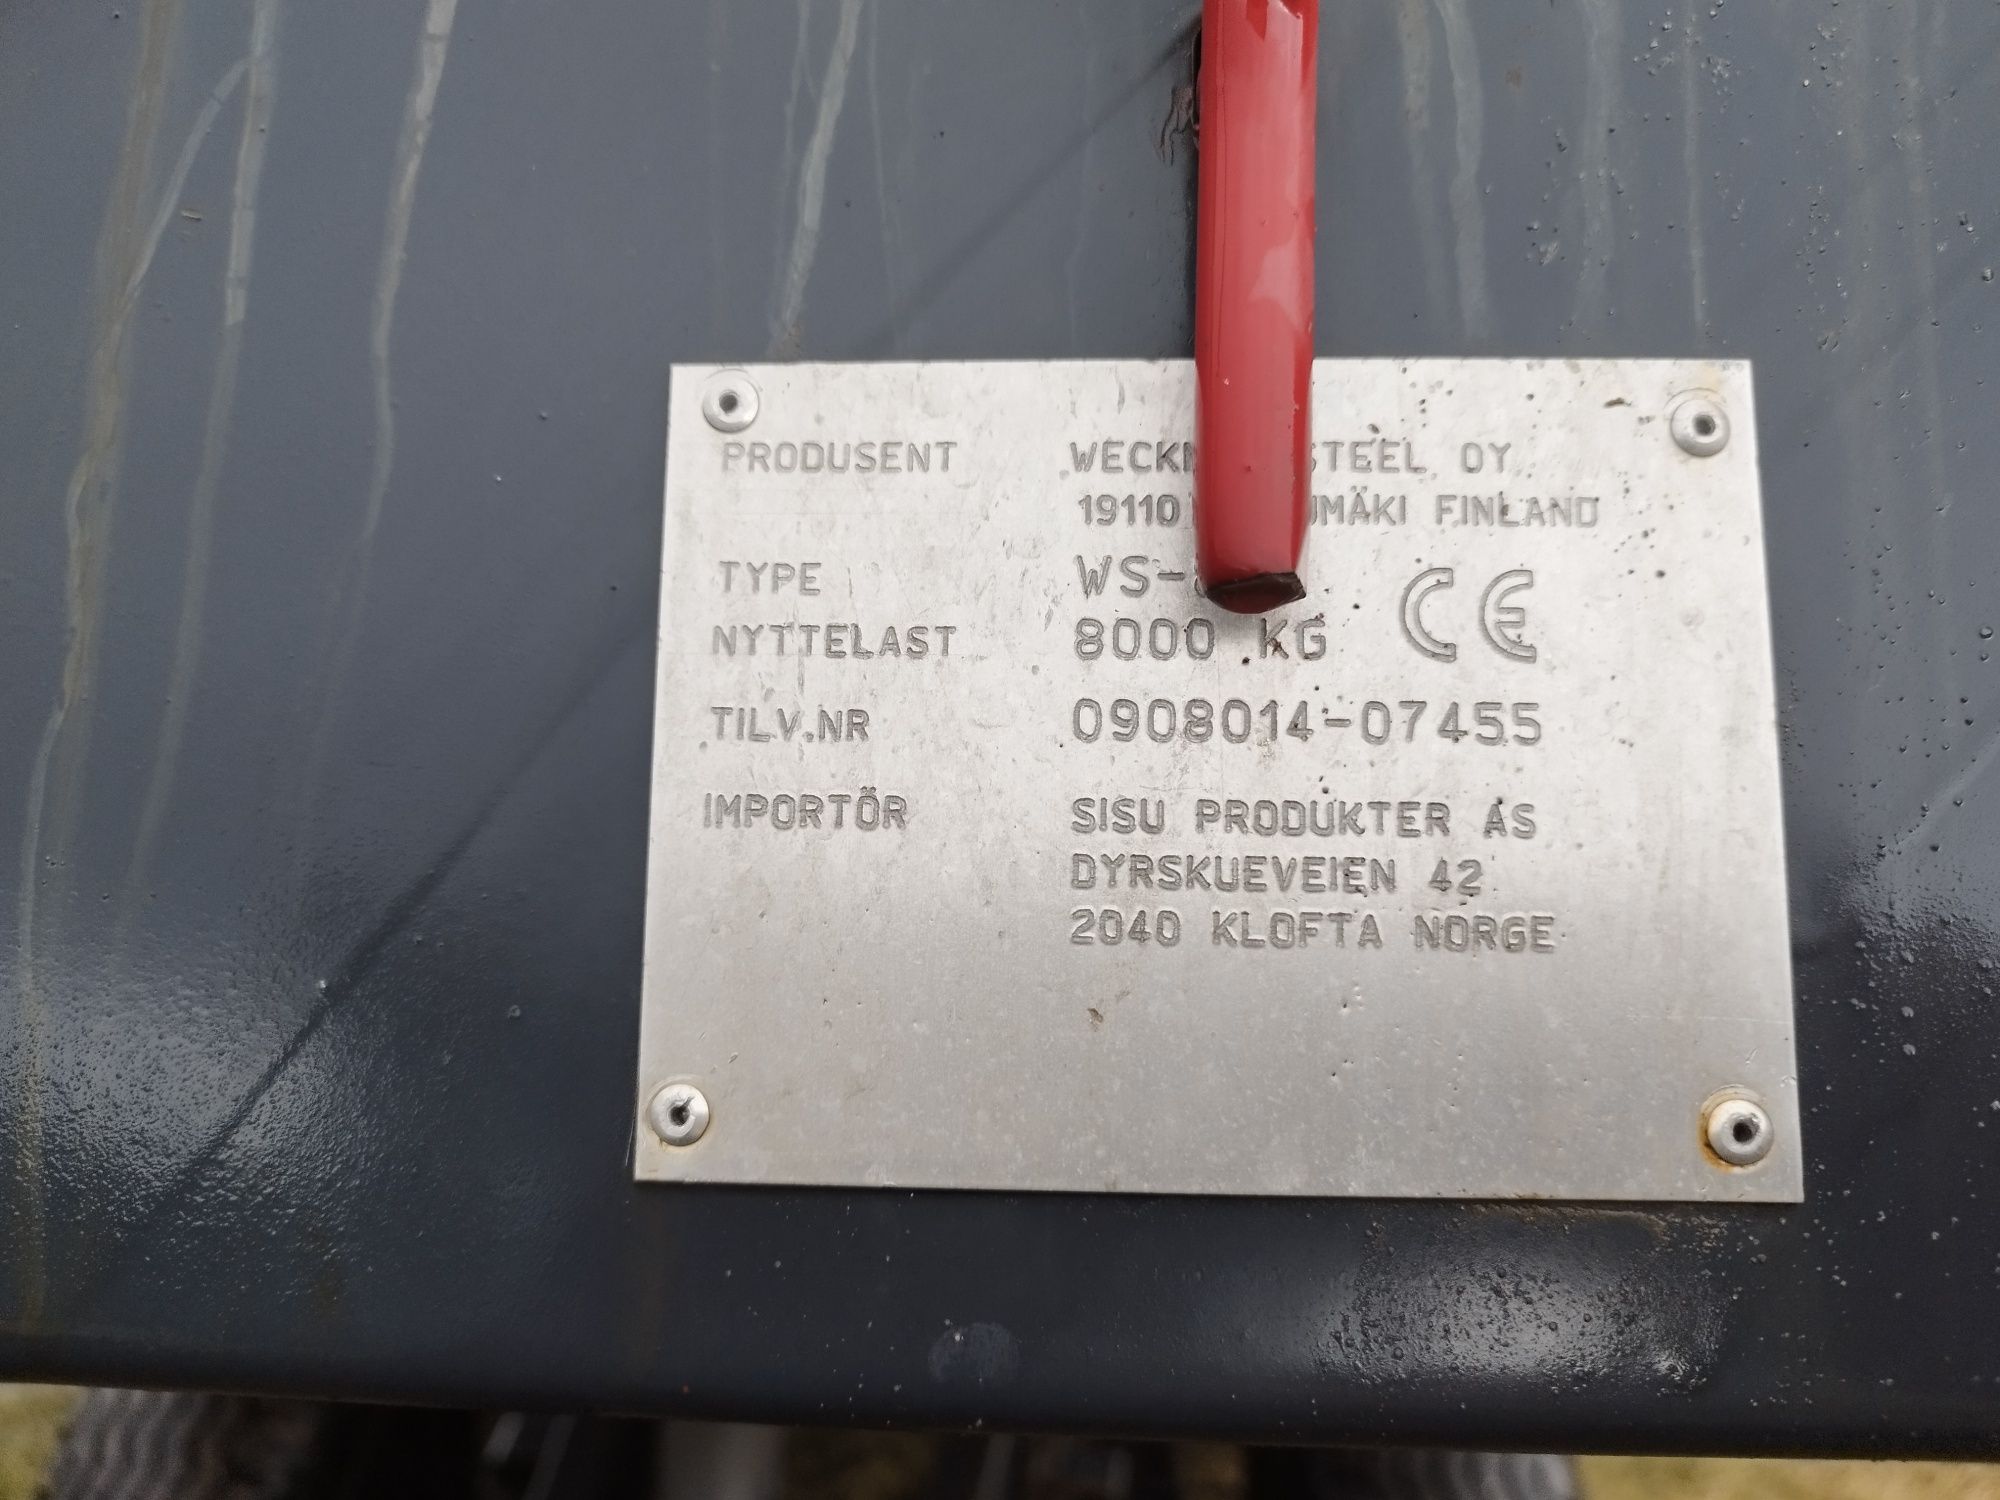 PRODUSENT STEEL OY
19110 FINLAND
TYPE
NYTTELAST 8000 KG CE
TILV.NR 0908014-07455
IMPORTÖR SISU PRODUKTER AS
DYRSKUEVEIEN 42
2040 KLOFTA NORGE